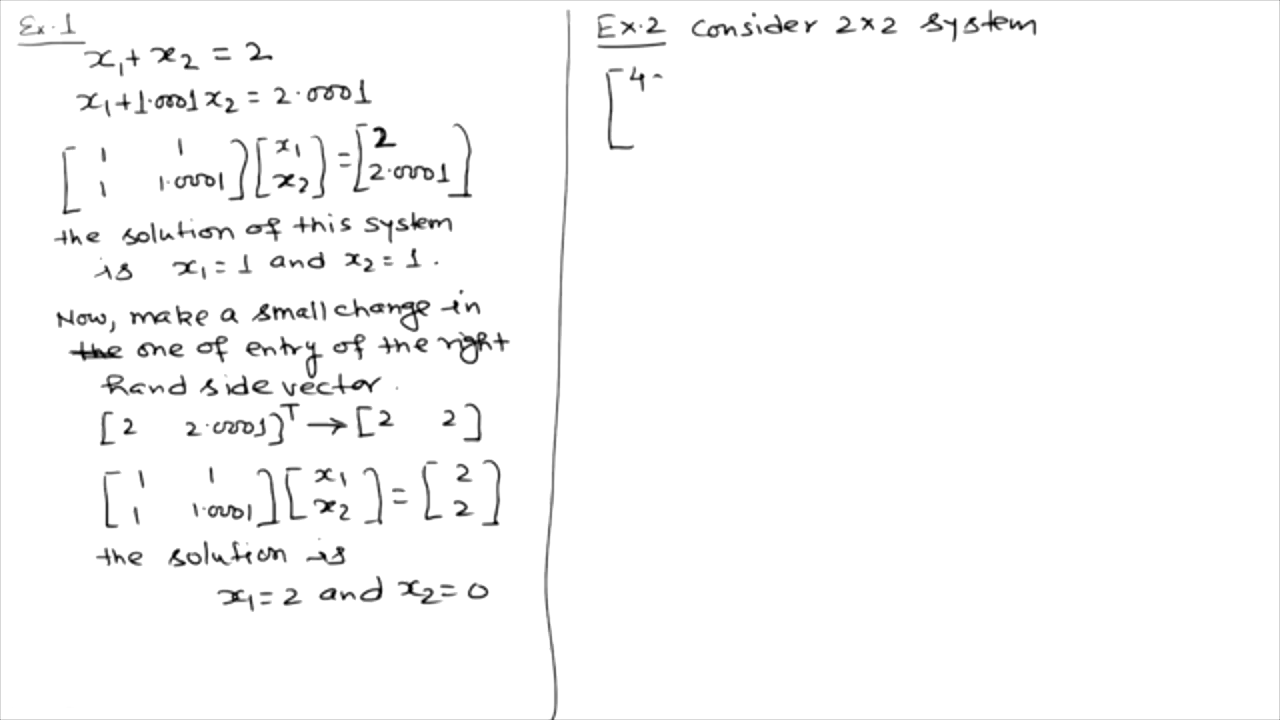 Ex.1
x₁ + x₂ = 2
x₁ + 1.0001 x₂ = 2.0001
[1 1; 1 1.0001] [x₁; x₂] = [2; 2.0001]
the solution of this system
is x₁ = 1 and x₂ = 1.
Now, make a small change in
the one of entry of the right
hand side vector.
[2 2.0001]ᵀ → [2 2]
[1 1; 1 1.0001] [x₁; x₂] = [2; 2]
the solution is
x₁ = 2 and x₂ = 0
Ex.2 Consider 2×2 system
[4.